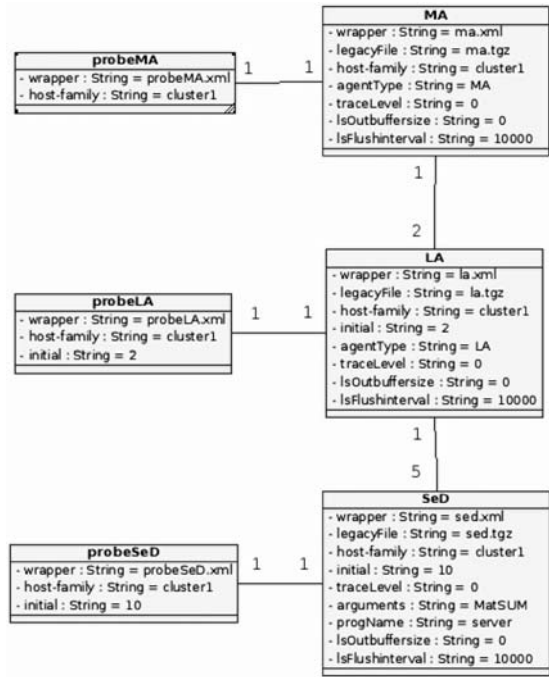 MA
- wrapper : String = ma.xml
- legacyFile : String = ma.tgz
- host-family : String = cluster1
- agentType : String = MA
- traceLevel : String = 0
- lsOutbuffersize : String = 0
- lsFlushinterval : String = 10000
probeMA
- wrapper : String = probeMA.xml
- host-family : String = cluster1
1 1
1
2
LA
- wrapper : String = la.xml
- legacyFile : String = la.tgz
- host-family : String = cluster1
- initial : String = 2
- agentType : String = LA
- traceLevel : String = 0
- lsOutbuffersize : String = 0
- lsFlushinterval : String = 10000
probeLA
- wrapper : String = probeLA.xml
- host-family : String = cluster1
- initial : String = 2
1 1
1
5
SeD
- wrapper : String = sed.xml
- legacyFile : String = sed.tgz
- host-family : String = cluster1
- initial : String = 10
- traceLevel : String = 0
- arguments : String = MatSUM
- progName : String = server
- lsOutbuffersize : String = 0
- lsFlushinterval : String = 10000
probeSeD
- wrapper : String = probeSeD.xml
- host-family : String = cluster1
- initial : String = 10
1 1